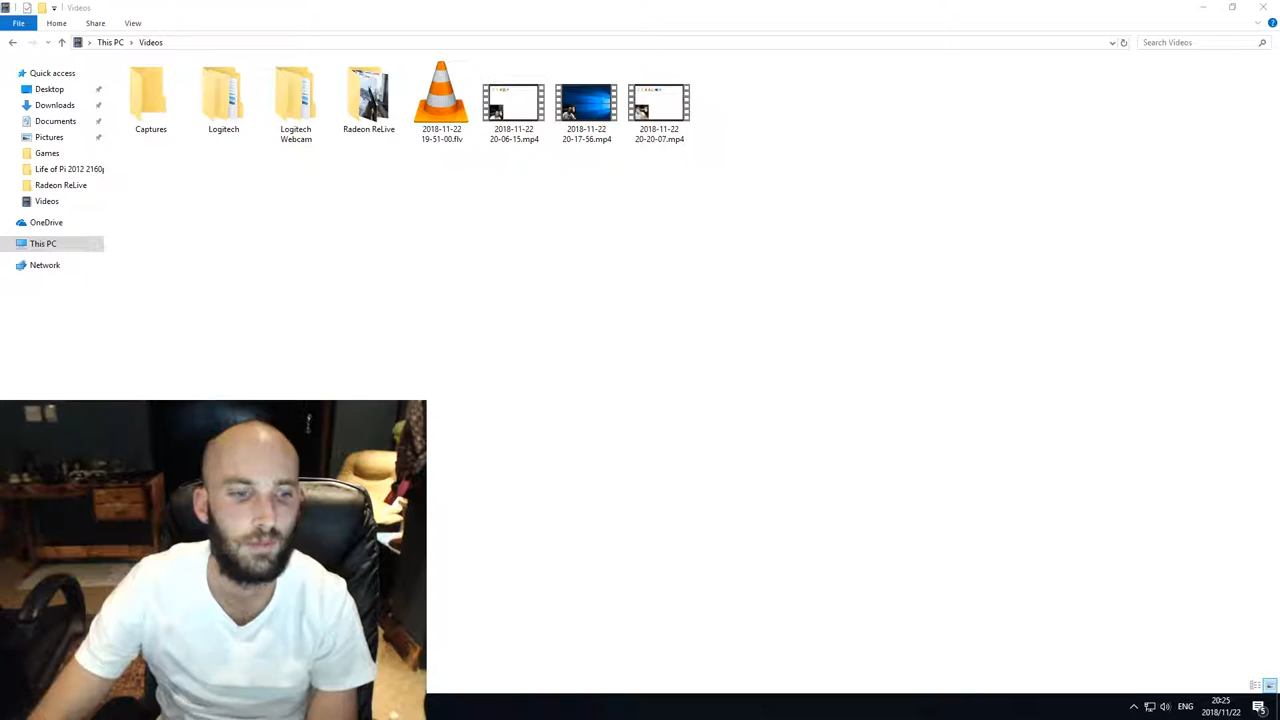 Videos
File Home Share View
This PC Videos
Search Videos
Quick access
Desktop
Downloads
Documents
Pictures
Games
Life of Pi 2012 2160p
Radeon ReLive
Videos
OneDrive
This PC
Network
Captures
Logitech
Logitech
Webcam
Radeon ReLive
2018-11-22
19-51-00.flv
2018-11-22
20-06-15.mp4
2018-11-22
20-17-56.mp4
2018-11-22
20-20-07.mp4
ENG
20:25
2018/11/22
5